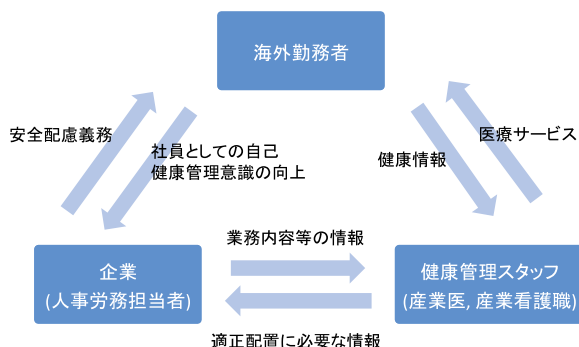 海外勤務者
安全配慮義務
社員としての自己
健康管理意識の向上
医療サービス
健康情報
業務内容等の情報
企業
(人事労務担当者)
健康管理スタッフ
(産業医, 産業看護職)
適正配置に必要な情報